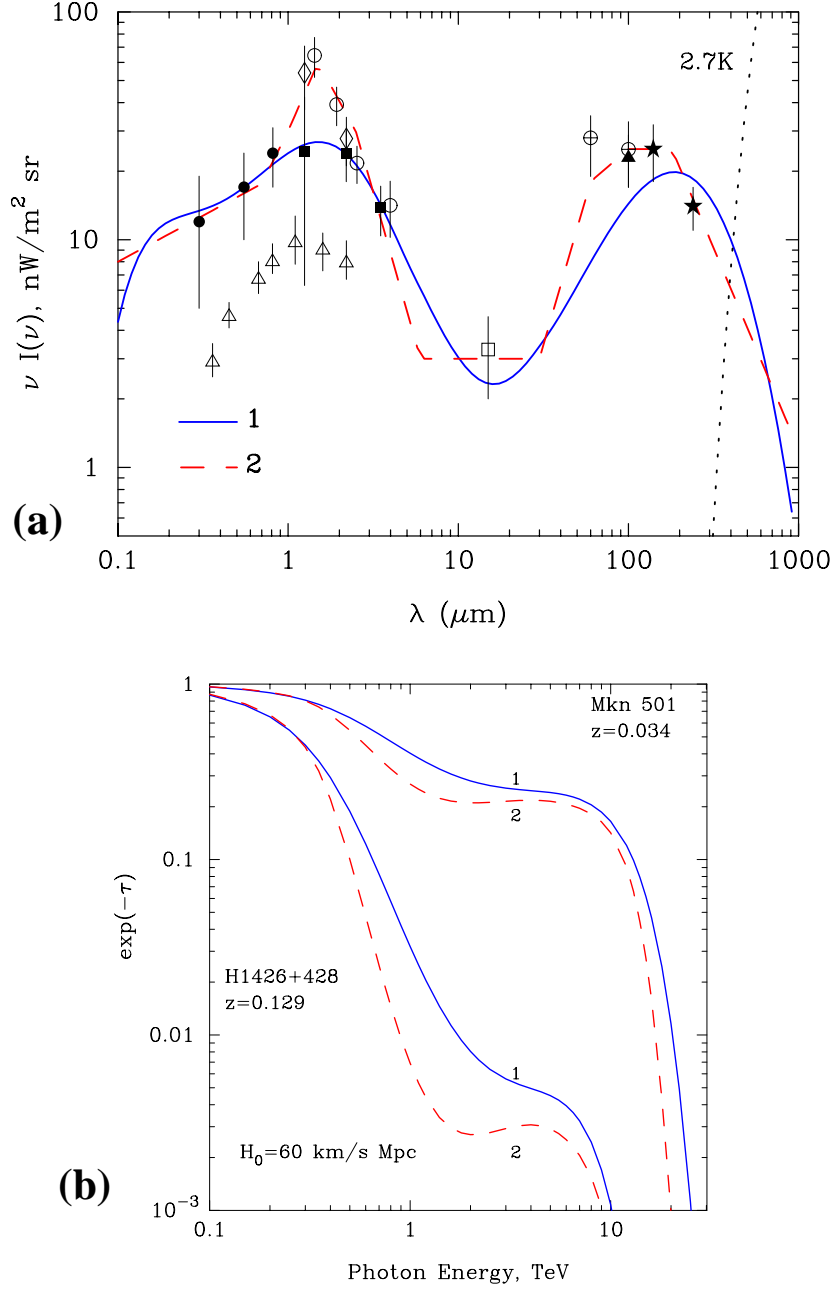 100
2.7K
10
1
1
2
ν I(ν), nW/m² sr
(a)
0.1
1
10
100
1000
λ (μm)
1
Mkn 501
z=0.034
1
2
0.1
exp(−τ)
H1426+428
z=0.129
0.01
1
H₀=60 km/s Mpc
2
(b)
10⁻³
0.1
1
10
Photon Energy, TeV